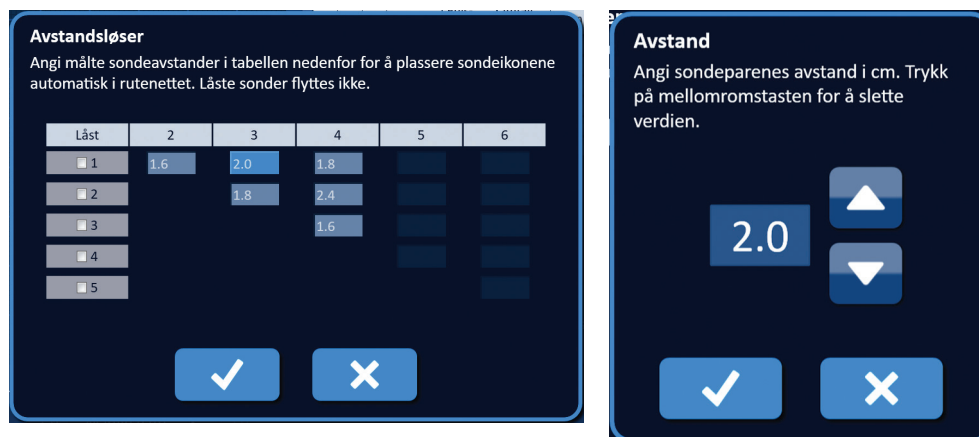 Avstandsløser
Angi målte sondeavstander i tabellen nedenfor for å plassere sondeikonene
automatisk i rutenettet. Låste sonder flyttes ikke.
Låst 2 3 4 5 6
1 1.6 2.0 1.8
2 1.8 2.4
3 1.6
4
5
Avstand
Angi sondeparenes avstand i cm. Trykk
på mellomromstasten for å slette
verdien.
2.0